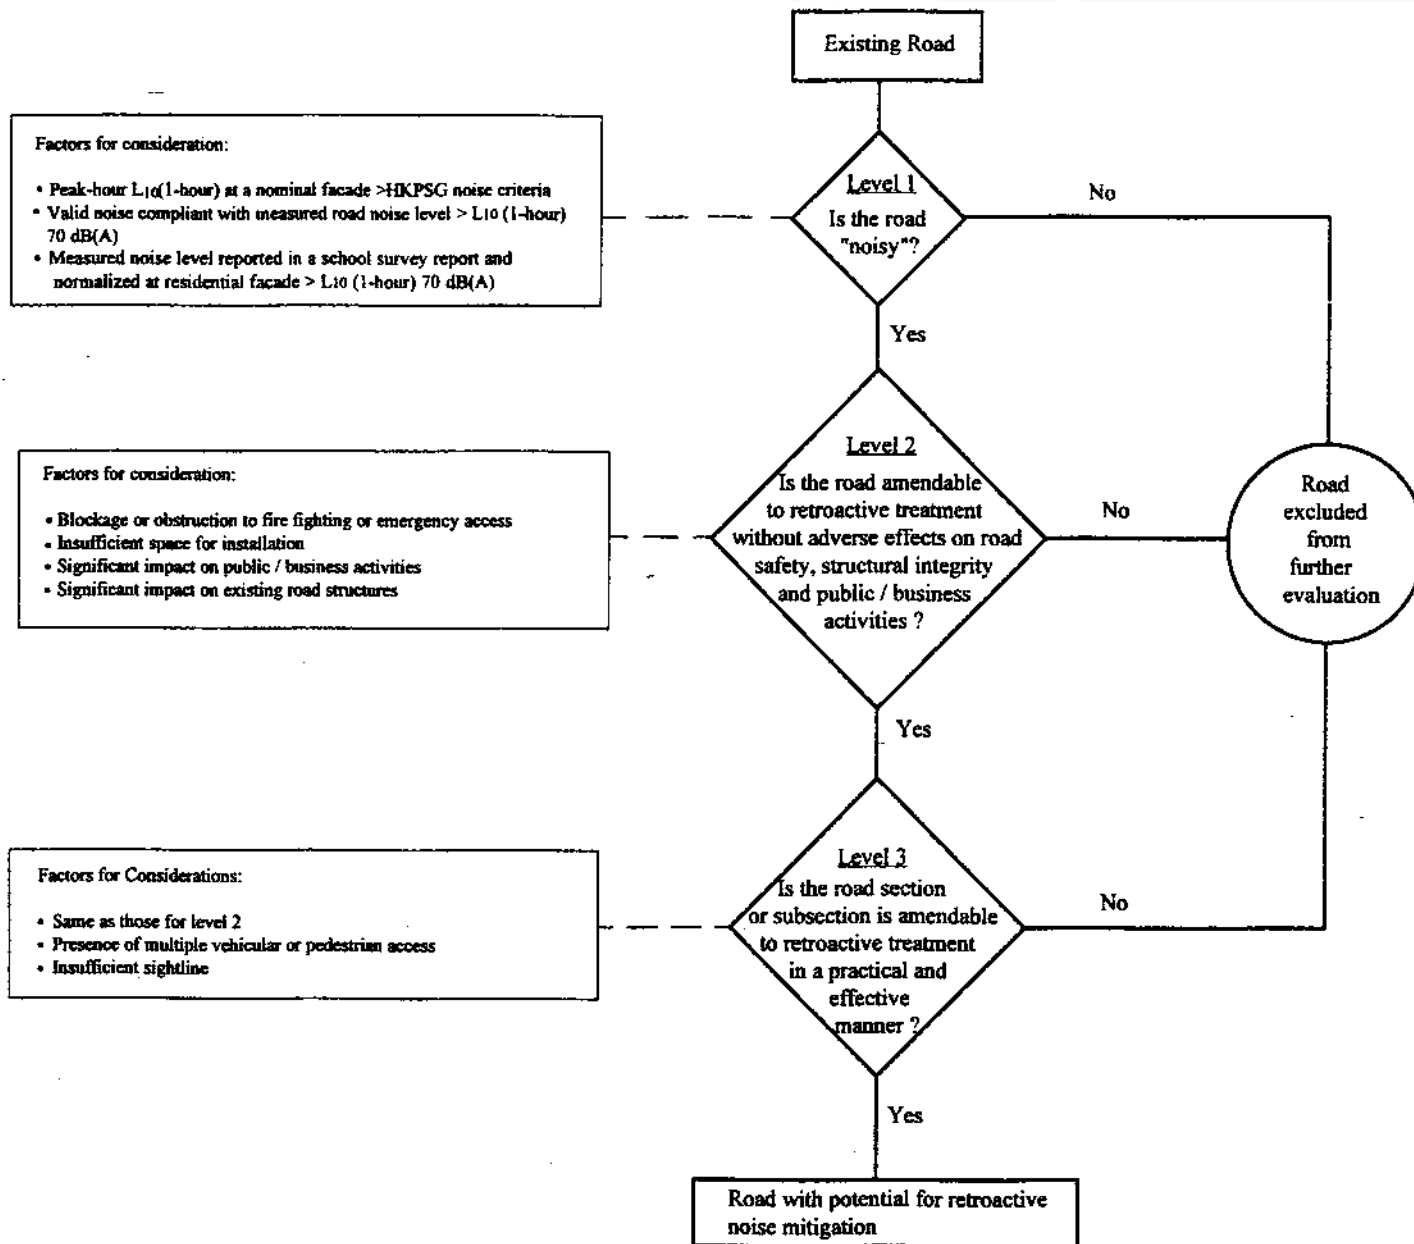 Existing Road
Factors for consideration:
• Peak-hour L10(1-hour) at a nominal facade >HKPSG noise criteria
• Valid noise compliant with measured road noise level > L10 (1-hour)
70 dB(A)
• Measured noise level reported in a school survey report and
normalized at residential facade > L10 (1-hour) 70 dB(A)
Level 1
Is the road
"noisy"?
No
Yes
Factors for consideration:
• Blockage or obstruction to fire fighting or emergency access
• Insufficient space for installation
• Significant impact on public / business activities
• Significant impact on existing road structures
Level 2
Is the road amendable
to retroactive treatment
without adverse effects on road
safety, structural integrity
and public / business
activities ?
No
Road
excluded
from
further
evaluation
Yes
Factors for Considerations:
• Same as those for level 2
• Presence of multiple vehicular or pedestrian access
• Insufficient sightline
Level 3
Is the road section
or subsection is amendable
to retroactive treatment
in a practical and
effective
manner ?
No
Yes
Road with potential for retroactive
noise mitigation